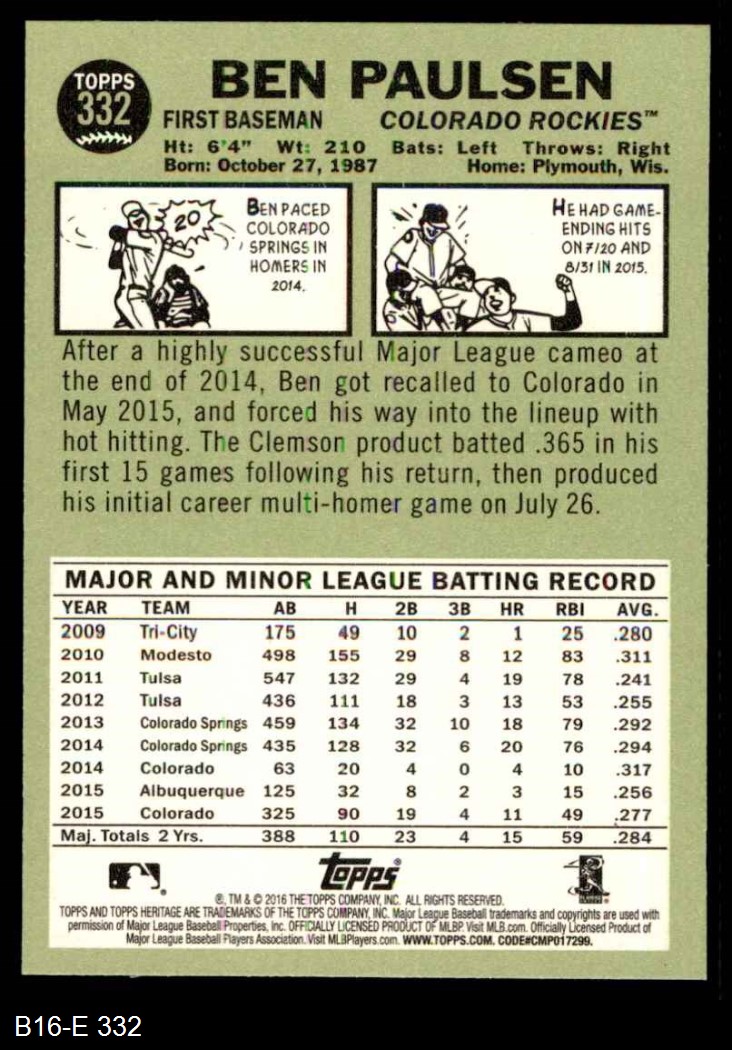 TOPPS
332
BEN PAULSEN
FIRST BASEMAN COLORADO ROCKIES™
Ht: 6'4" Wt: 210 Bats: Left Throws: Right
Born: October 27, 1987 Home: Plymouth, Wis.
20
BEN PACED
COLORADO
SPRINGS IN
HOMERS IN
2014.
HE HAD GAME-
ENDING HITS
ON 7/20 AND
8/31 IN 2015.
After a highly successful Major League cameo at
the end of 2014, Ben got recalled to Colorado in
May 2015, and forced his way into the lineup with
hot hitting. The Clemson product batted .365 in his
first 15 games following his return, then produced
his initial career multi-homer game on July 26.
MAJOR AND MINOR LEAGUE BATTING RECORD
YEAR TEAM AB H 2B 3B HR RBI AVG.
2009 Tri-City 175 49 10 2 1 25 .280
2010 Modesto 498 155 29 8 12 83 .311
2011 Tulsa 547 132 29 4 19 78 .241
2012 Tulsa 436 111 18 3 13 53 .255
2013 Colorado Springs 459 134 32 10 18 79 .292
2014 Colorado Springs 435 128 32 6 20 76 .294
2014 Colorado 63 20 4 0 4 10 .317
2015 Albuquerque 125 32 8 2 3 15 .256
2015 Colorado 325 90 19 4 11 49 .277
Maj. Totals 2 Yrs. 388 110 23 4 15 59 .284
Topps®
®, TM & © 2016 THE TOPPS COMPANY, INC. ALL RIGHTS RESERVED.
TOPPS AND TOPPS HERITAGE ARE TRADEMARKS OF THE TOPPS COMPANY, INC. Major League Baseball trademarks and copyrights are used with
permission of Major League Baseball Properties, Inc. OFFICIALLY LICENSED PRODUCT OF MLBP. Visit MLB.com. Officially Licensed Product of
Major League Baseball Players Association. Visit MLBPlayers.com. WWW.TOPPS.COM. CODE#CMP017299.
B16-E 332